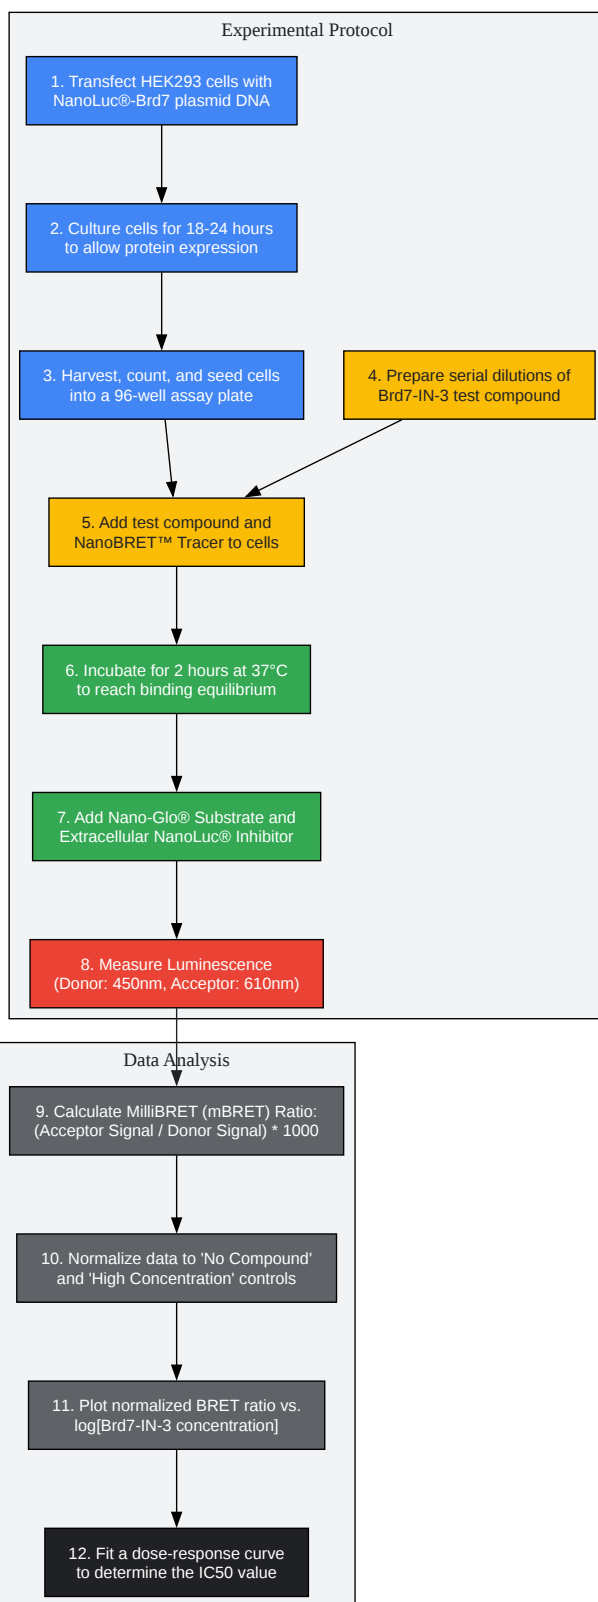 Experimental Protocol
1. Transfect HEK293 cells with
NanoLuc®-Brd7 plasmid DNA
2. Culture cells for 18-24 hours
to allow protein expression
3. Harvest, count, and seed cells
into a 96-well assay plate
4. Prepare serial dilutions of
Brd7-IN-3 test compound
5. Add test compound and
NanoBRET™ Tracer to cells
6. Incubate for 2 hours at 37°C
to reach binding equilibrium
7. Add Nano-Glo® Substrate and
Extracellular NanoLuc® Inhibitor
8. Measure Luminescence
(Donor: 450nm, Acceptor: 610nm)
Data Analysis
9. Calculate MilliBRET (mBRET) Ratio:
(Acceptor Signal / Donor Signal) * 1000
10. Normalize data to 'No Compound'
and 'High Concentration' controls
11. Plot normalized BRET ratio vs.
log[Brd7-IN-3 concentration]
12. Fit a dose-response curve
to determine the IC50 value